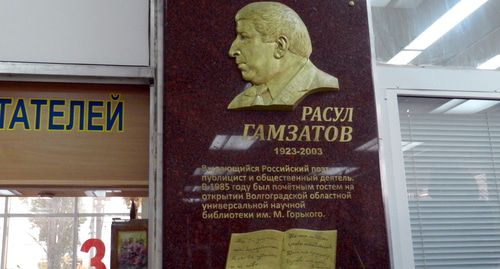 ТАТЕЛЕЙ
РАСУЛ
ГАМЗАТОВ
1923-2003
Выдающийся Российский поэт,
публицист и общественный деятель.
В 1985 году был почётным гостем на
открытии Волгоградской областной
универсальной научной
библиотеки им. М. Горького.
3